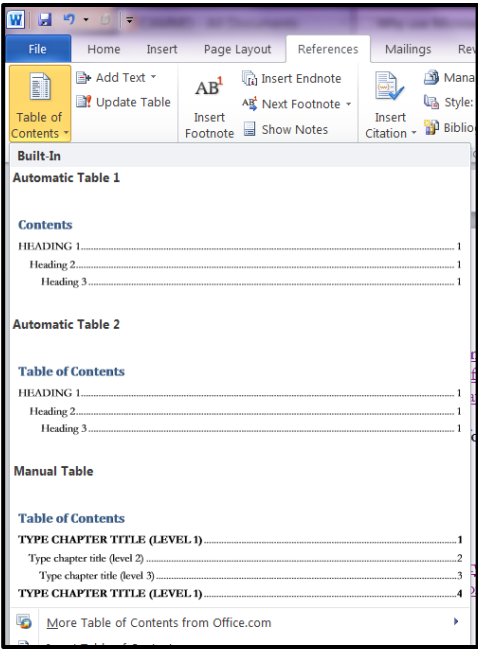 W
File Home Insert Page Layout References Mailings Rev
Table of Contents
Add Text
Update Table
AB1
Insert Footnote
Insert Endnote
AB1 Next Footnote
Show Notes
Insert Citation
Mana
Style:
Biblio
Built-In
Automatic Table 1
Contents
HEADING 1 1
Heading 2 1
Heading 3 1
Automatic Table 2
Table of Contents
HEADING 1 1
Heading 2 1
Heading 3 1
Manual Table
Table of Contents
TYPE CHAPTER TITLE (LEVEL 1) 1
Type chapter title (level 2) 2
Type chapter title (level 3) 3
TYPE CHAPTER TITLE (LEVEL 1) 4
More Table of Contents from Office.com